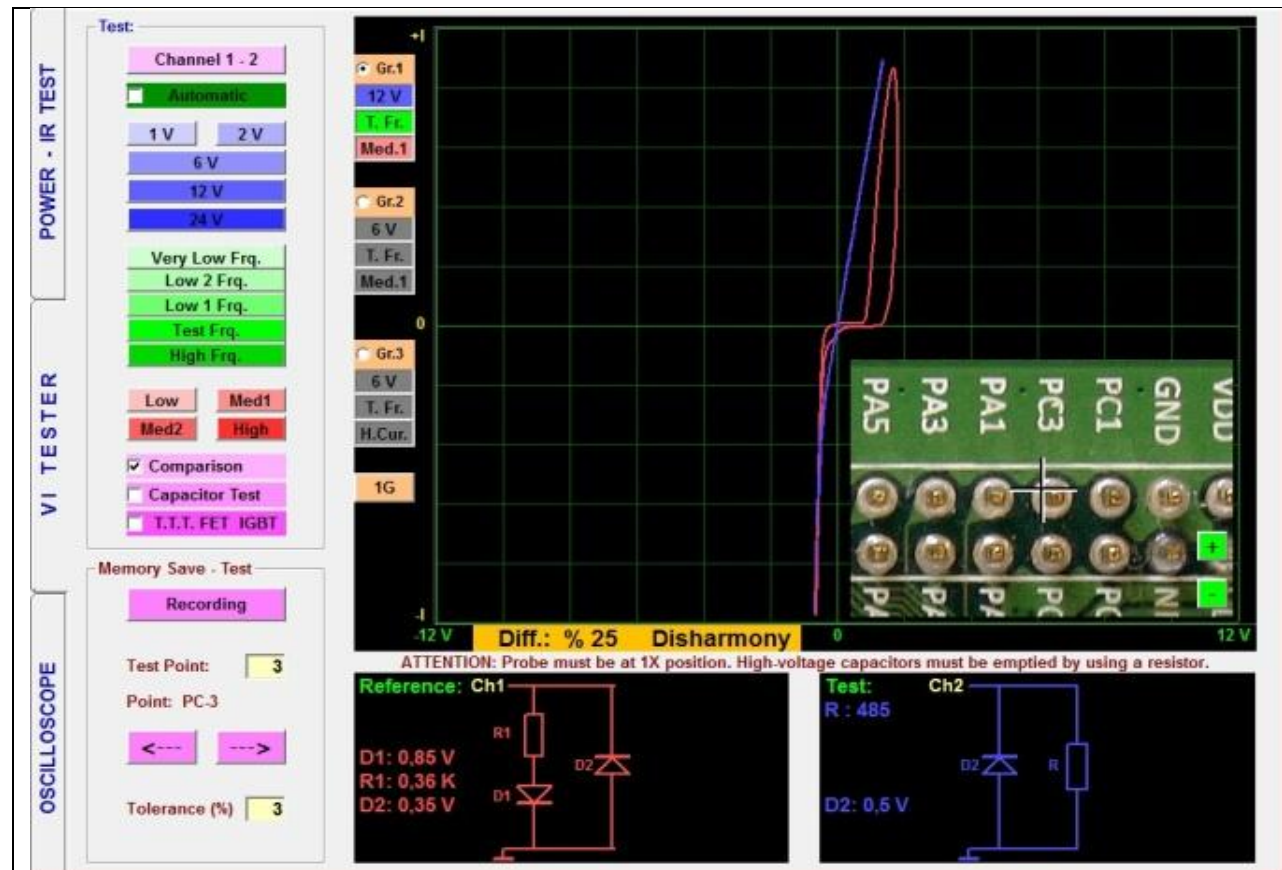 POWER - IR TEST
VI TESTER
OSCILLOSCOPE
Test:
Channel 1 - 2
Automatic
1 V
2 V
6 V
12 V
24 V
Very Low Frq.
Low 2 Frq.
Low 1 Frq.
Test Frq.
High Frq.
Low
Med1
Med2
High
Comparison
Capacitor Test
T.T.T. FET IGBT
Memory Save - Test
Recording
Test Point: 3
Point: PC-3
<---
--->
Tolerance (%) 3
Gr.1
12 V
T. Fr.
Med.1
Gr.2
6 V
T. Fr.
Med.1
Gr.3
6 V
T. Fr.
H.Cur.
1G
+I
0
-I
-12 V
0
12 V
Diff.: % 25 Disharmony
PA5
PA3
PA1
PC3
PC1
GND
VDD
+
-
ATTENTION: Probe must be at 1X position. High-voltage capacitors must be emptied by using a resistor.
Reference: Ch1
R1
D1: 0,85 V
R1: 0,36 K
D2: 0,35 V
D1
D2
Test: Ch2
R : 485
D2
R
D2: 0,5 V